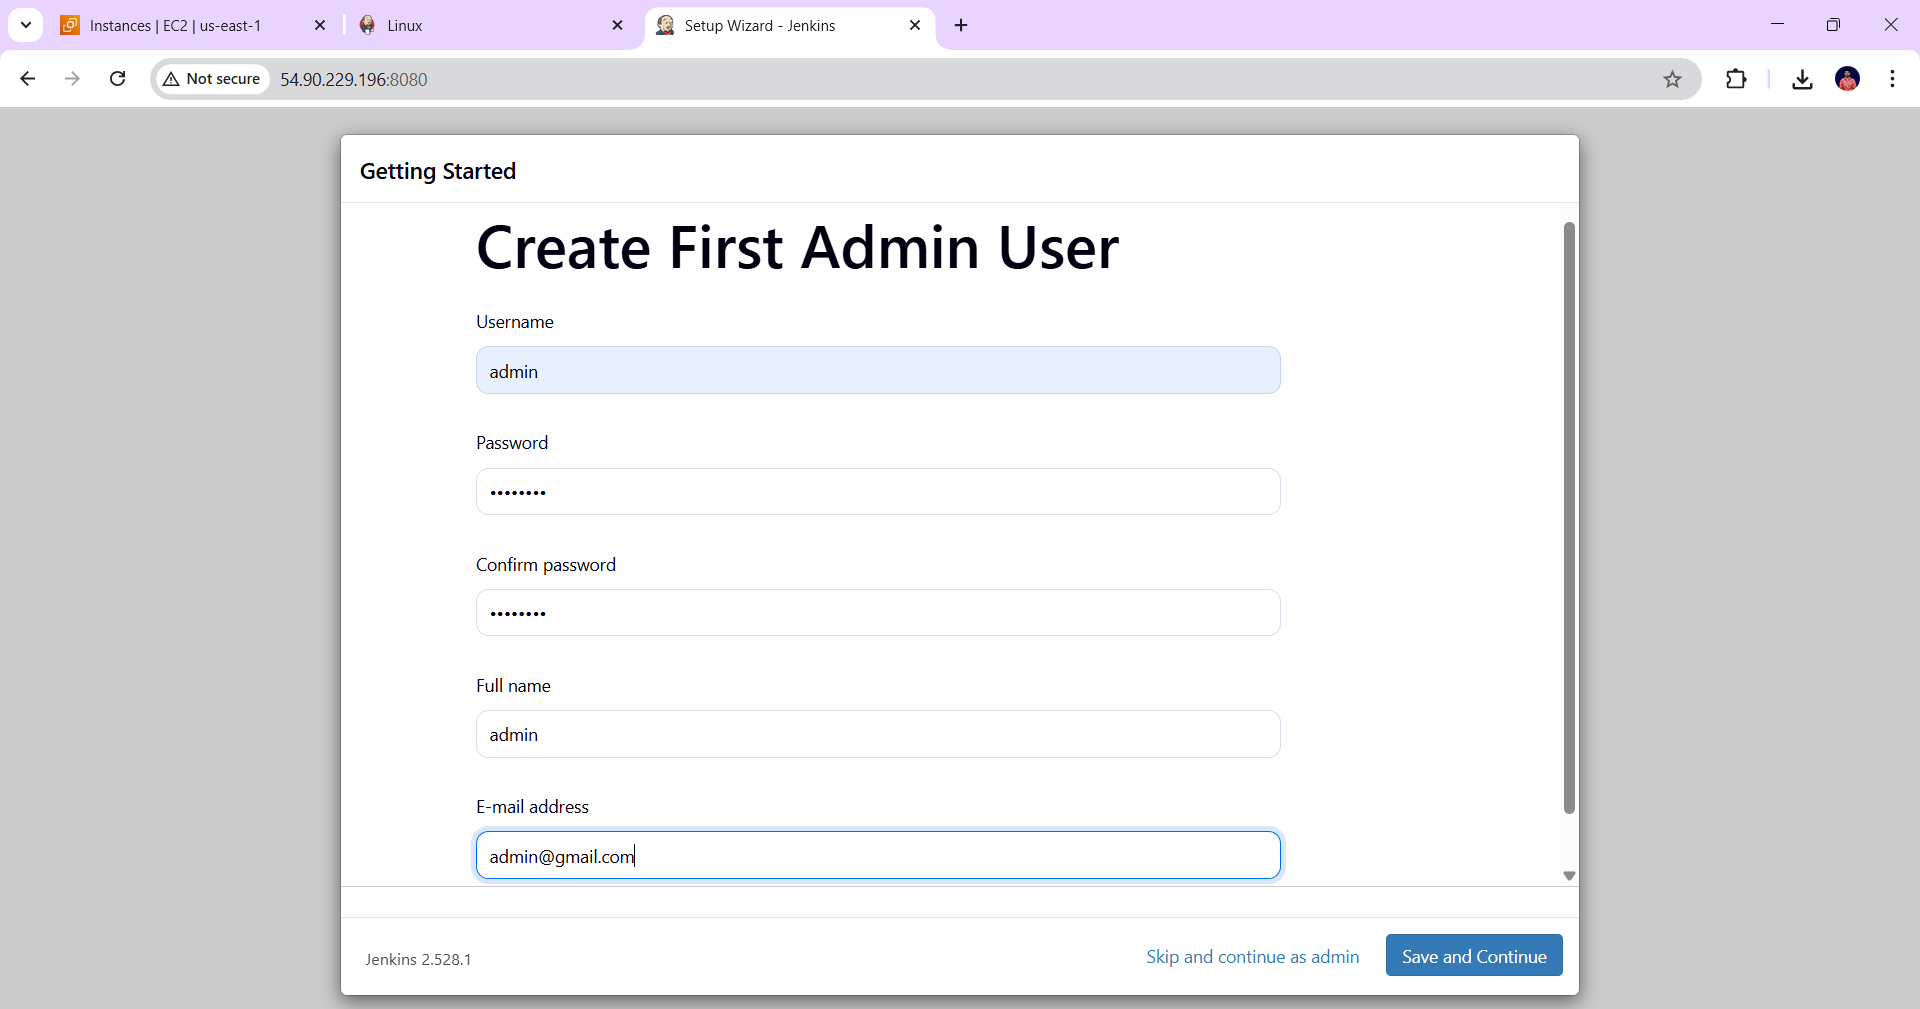 Instances | EC2 | us-east-1
Linux
Setup Wizard - Jenkins
Not secure
54.90.229.196:8080
Getting Started
Create First Admin User
Username
admin
Password
••••••••
Confirm password
••••••••
Full name
admin
E-mail address
admin@gmail.com
Jenkins 2.528.1
Skip and continue as admin
Save and Continue